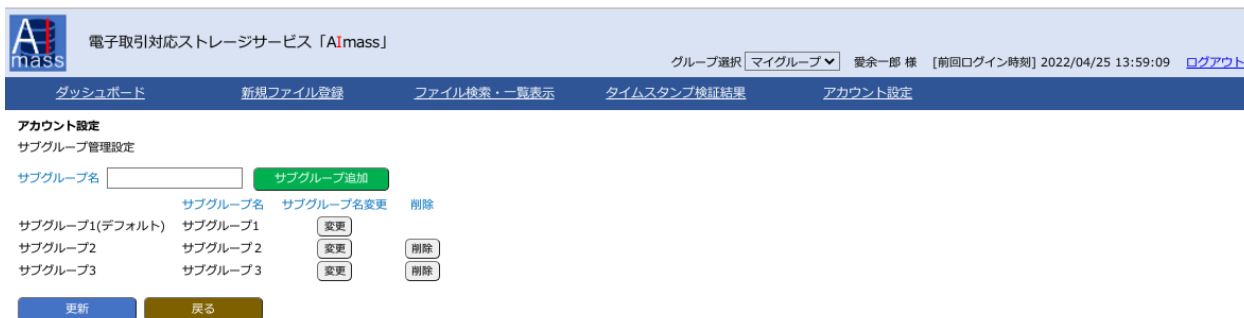 AI mass
電子取引対応ストレージサービス「AImass」
グループ選択 マイグループ 愛余一郎 様 [前回ログイン時刻] 2022/04/25 13:59:09 ログアウト
ダッシュボード 新規ファイル登録 ファイル検索・一覧表示 タイムスタンプ検証結果 アカウント設定
アカウント設定
サブグループ管理設定
サブグループ名 サブグループ追加
サブグループ名 サブグループ名変更 削除
サブグループ1(デフォルト) サブグループ1 変更
サブグループ2 サブグループ2 変更 削除
サブグループ3 サブグループ3 変更 削除
更新 戻る